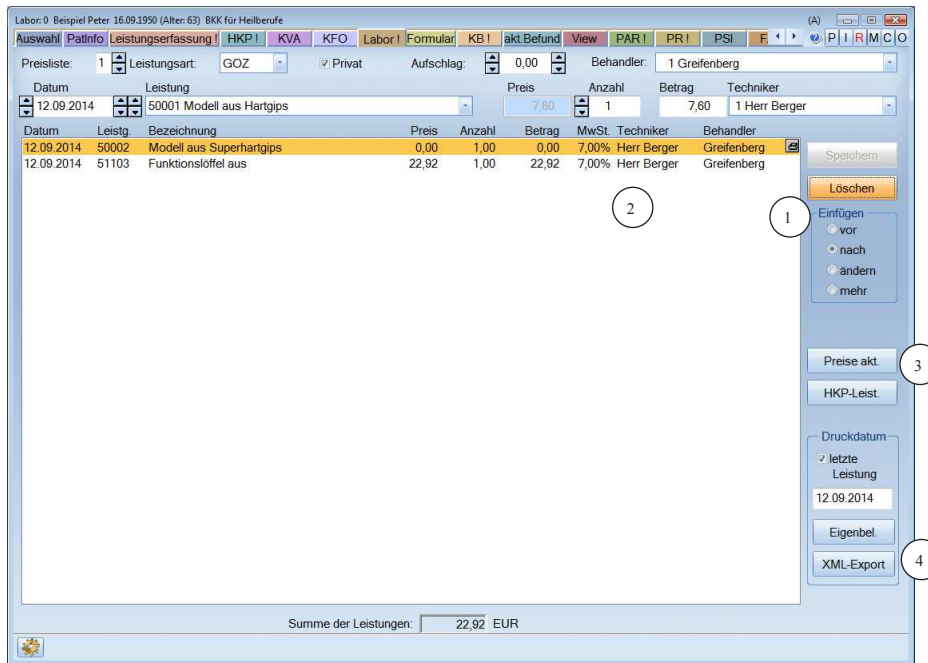 Labor: 0 Beispiel Peter 16.09.1950 (Alter: 63) BKK für Heilberufe (A)
Auswahl PatInfo Leistungserfassung ! HKP ! KVA KFO Labor ! Formular KB ! akt.Befund View PAR ! PR ! PSI F. P I R M C O
Preisliste: 1 Leistungsart: GOZ Privat Aufschlag: 0,00 Behandler: 1 Greifenberg
Datum Leistung Preis Anzahl Betrag Techniker
12.09.2014 50001 Modell aus Hartgips 7,60 1 7,60 1 Herr Berger
Datum Leistg. Bezeichnung Preis Anzahl Betrag MwSt. Techniker Behandler
12.09.2014 50002 Modell aus Superhartgips 0,00 1,00 0,00 7,00% Herr Berger Greifenberg
12.09.2014 51103 Funktionslöffel aus 22,92 1,00 22,92 7,00% Herr Berger Greifenberg
Speichern
Löschen
2
1
Einfügen
vor
nach
ändern
mehr
Preise akt.
3
HKP-Leist.
Druckdatum
letzte
Leistung
12.09.2014
Eigenbel.
XML-Export
4
Summe der Leistungen: 22,92 EUR